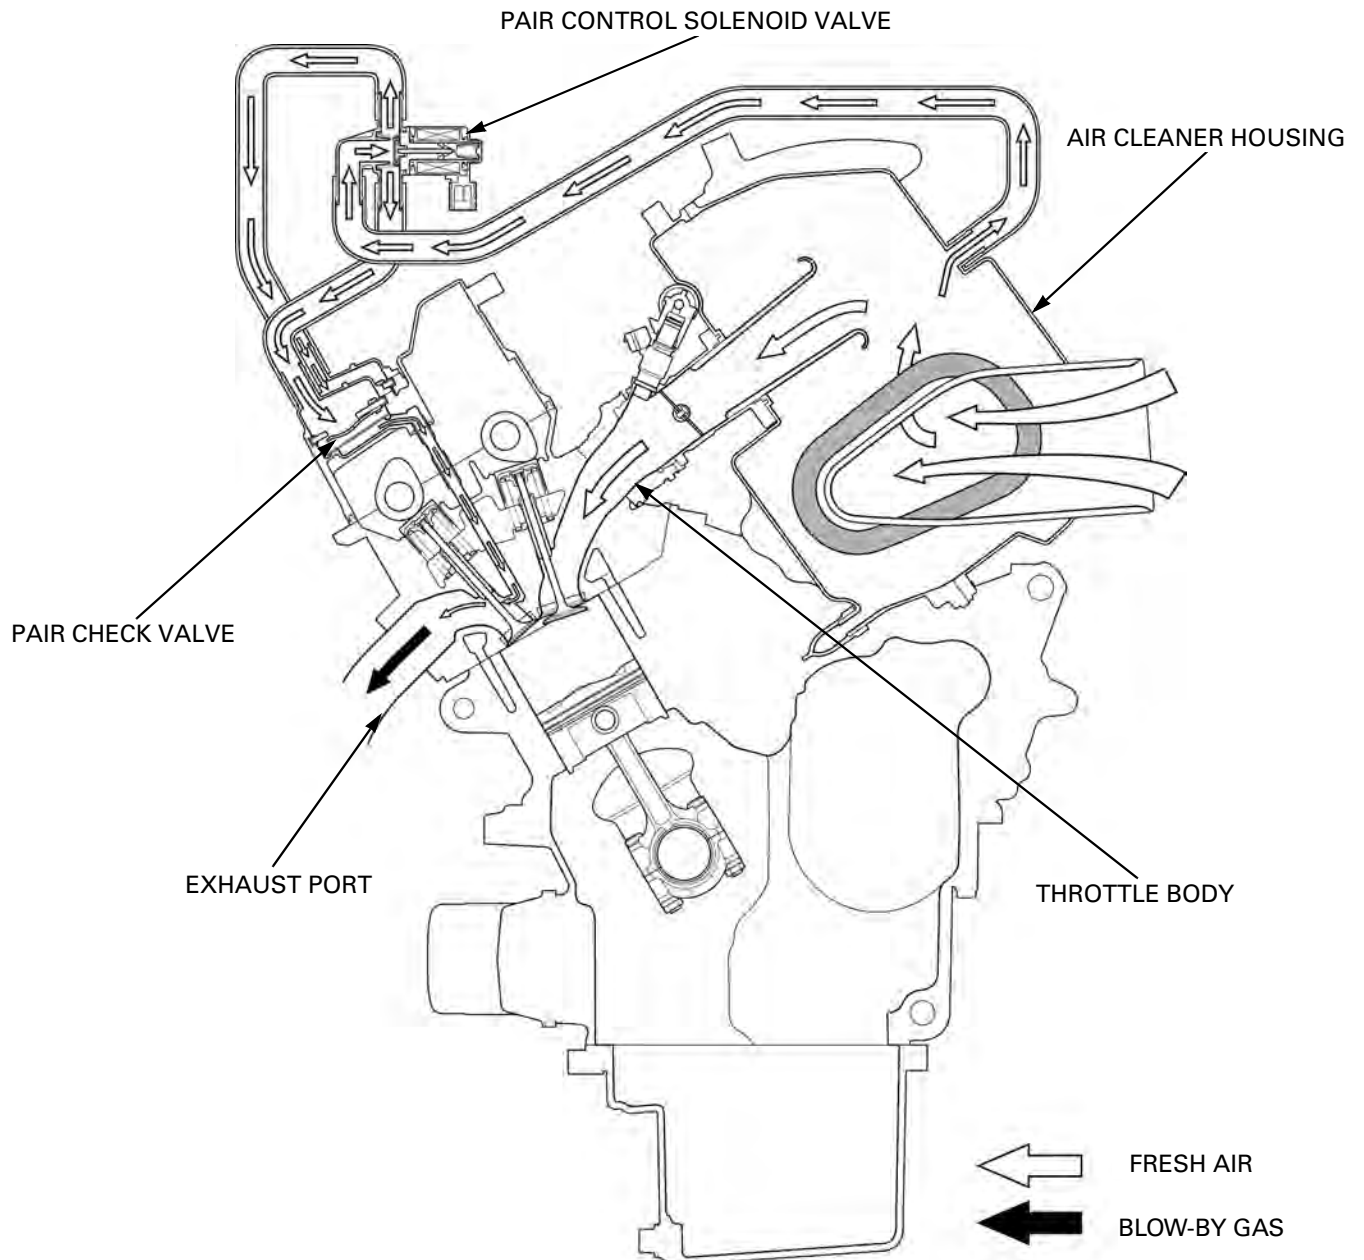 PAIR CONTROL SOLENOID VALVE
AIR CLEANER HOUSING
PAIR CHECK VALVE
EXHAUST PORT
THROTTLE BODY
FRESH AIR
BLOW-BY GAS